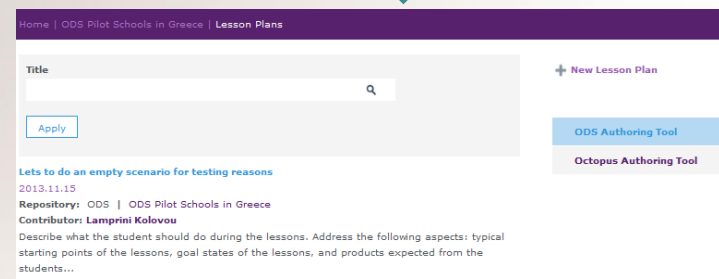 Home | ODS Pilot Schools in Greece | Lesson Plans
Title
Apply
New Lesson Plan
ODS Authoring Tool
Octopus Authoring Tool
Lets to do an empty scenario for testing reasons
2013.11.15
Repository: ODS | ODS Pilot Schools in Greece
Contributor: Lamprini Kolovou
Describe what the student should do during the lessons. Address the following aspects: typical
starting points of the lessons, goal states of the lessons, and products expected from the
students...